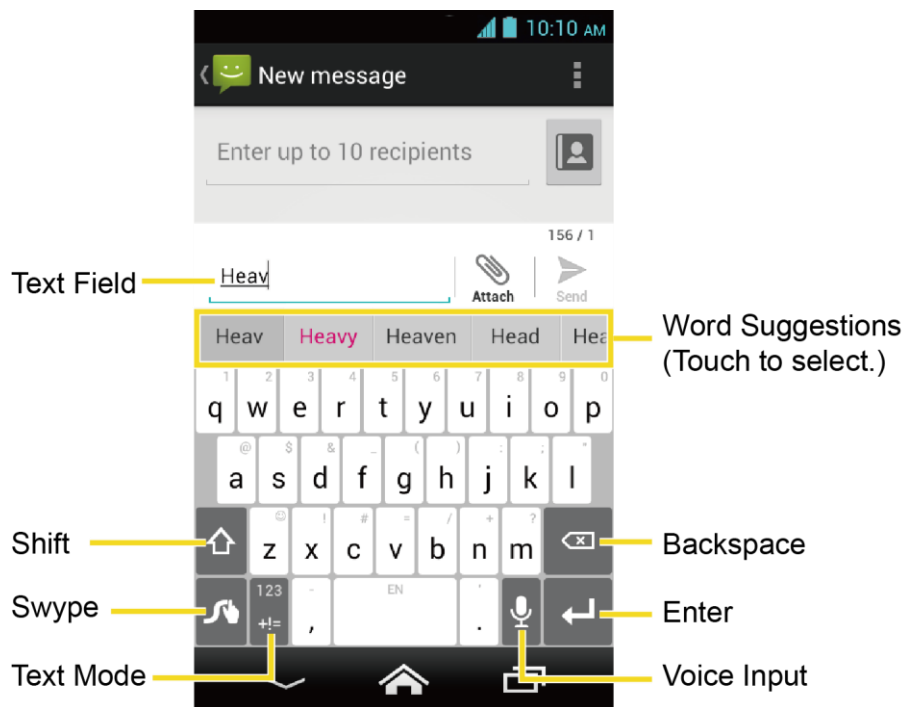 10:10 AM
New message
Enter up to 10 recipients
156 / 1
Text Field
Heav
Attach
Send
Heav Heavy Heaven Head Hea
Word Suggestions
(Touch to select.)
1 2 3 4 5 6 7 8 9 0
q w e r t y u i o p
@ $ & _ ( ) : ; "
a s d f g h j k l
! # = / + ?
Shift
z x c v b n m
Backspace
Swype
123 - EN '
+!= , .
Enter
Text Mode
Voice Input